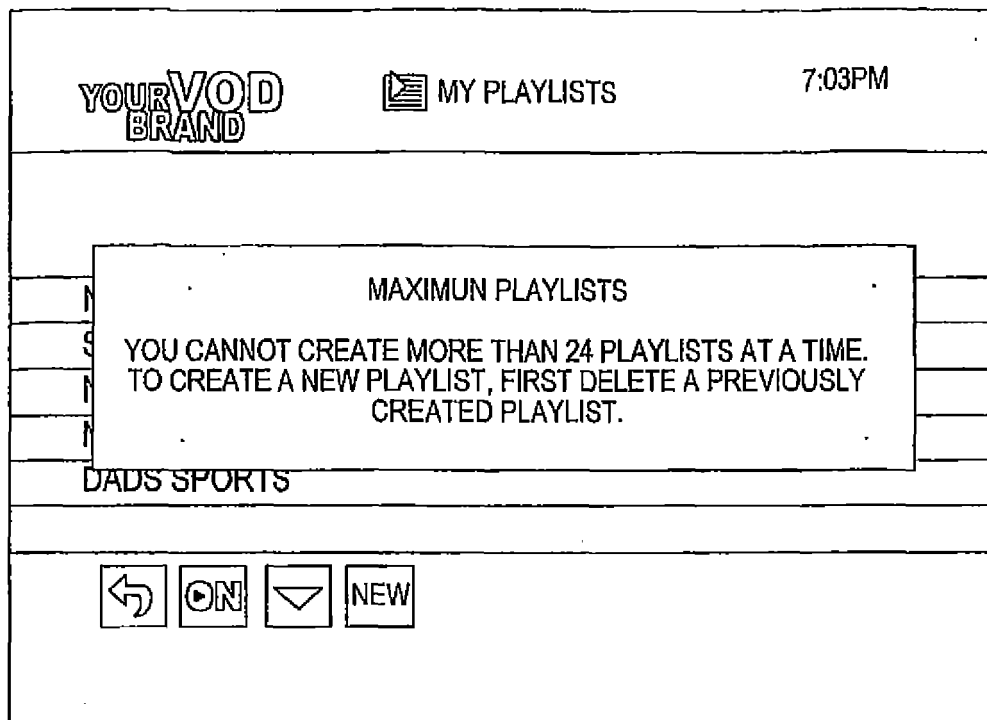 YOUR VOD
BRAND
MY PLAYLISTS
7:03PM
MAXIMUN PLAYLISTS
YOU CANNOT CREATE MORE THAN 24 PLAYLISTS AT A TIME.
TO CREATE A NEW PLAYLIST, FIRST DELETE A PREVIOUSLY
CREATED PLAYLIST.
N
S
N
N
DADS SPORTS
ON
NEW